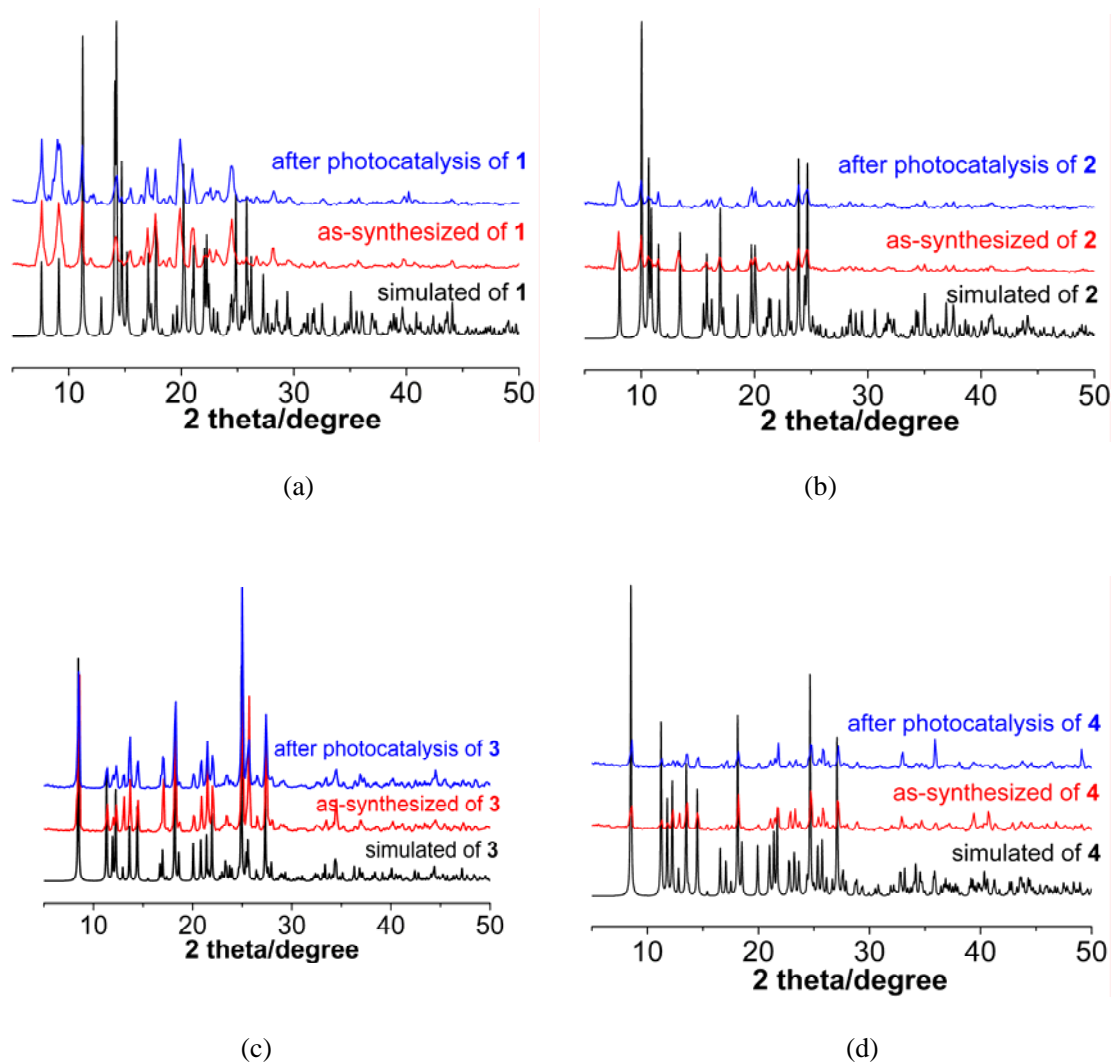 after photocatalysis of 1
as-synthesized of 1
simulated of 1
10 20 30 40 50
2 theta/degree
(a)
after photocatalysis of 2
as-synthesized of 2
simulated of 2
10 20 30 40 50
2 theta/degree
(b)
after photocatalysis of 3
as-synthesized of 3
simulated of 3
10 20 30 40 50
2 theta/degree
(c)
after photocatalysis of 4
as-synthesized of 4
simulated of 4
10 20 30 40 50
2 theta/degree
(d)